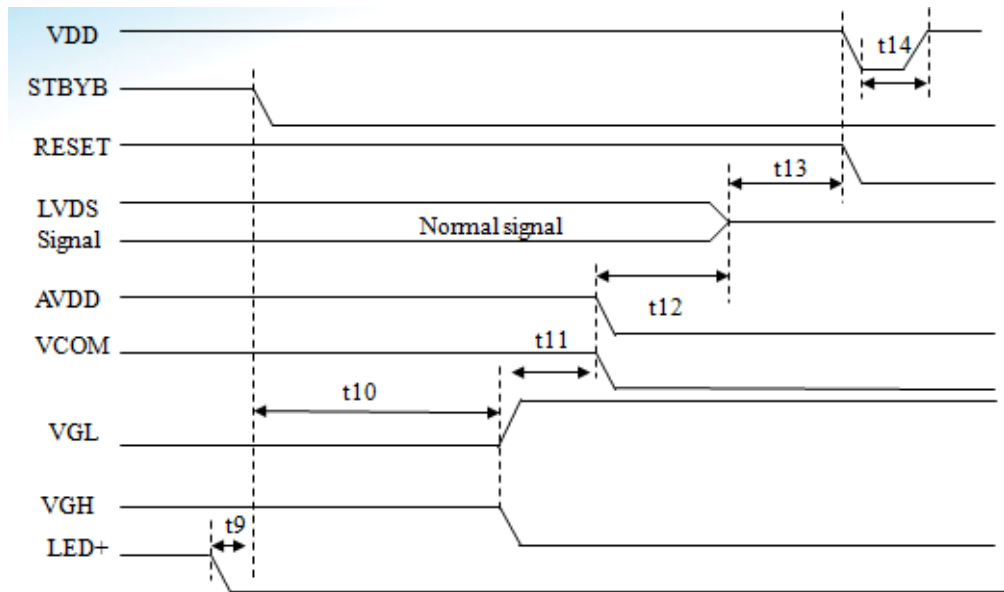 VDD
t14
STBYB
RESET
t13
LVDS
Signal
Normal signal
AVDD
t12
VCOM
t11
t10
VGL
VGH
t9
LED+